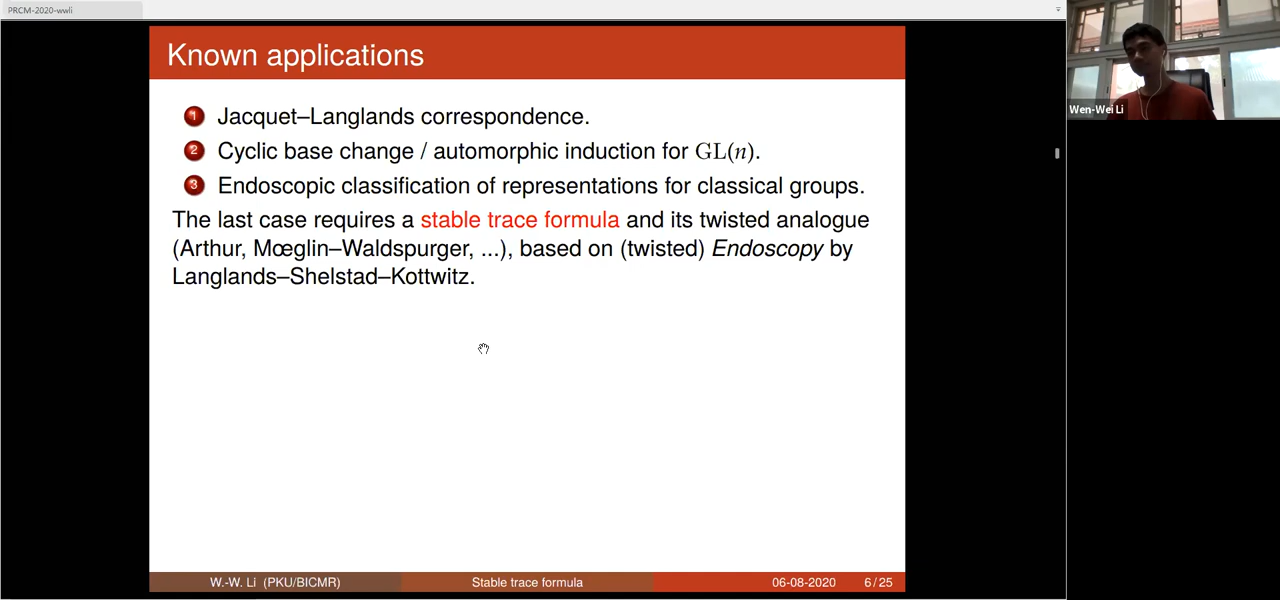 PRCM-2020-wwli
Known applications
1 Jacquet–Langlands correspondence.
2 Cyclic base change / automorphic induction for GL(n).
3 Endoscopic classification of representations for classical groups.
The last case requires a stable trace formula and its twisted analogue
(Arthur, Mœglin–Waldspurger, ...), based on (twisted) Endoscopy by
Langlands–Shelstad–Kottwitz.
W.-W. Li (PKU/BICMR) Stable trace formula 06-08-2020 6 / 25
Wen-Wei Li